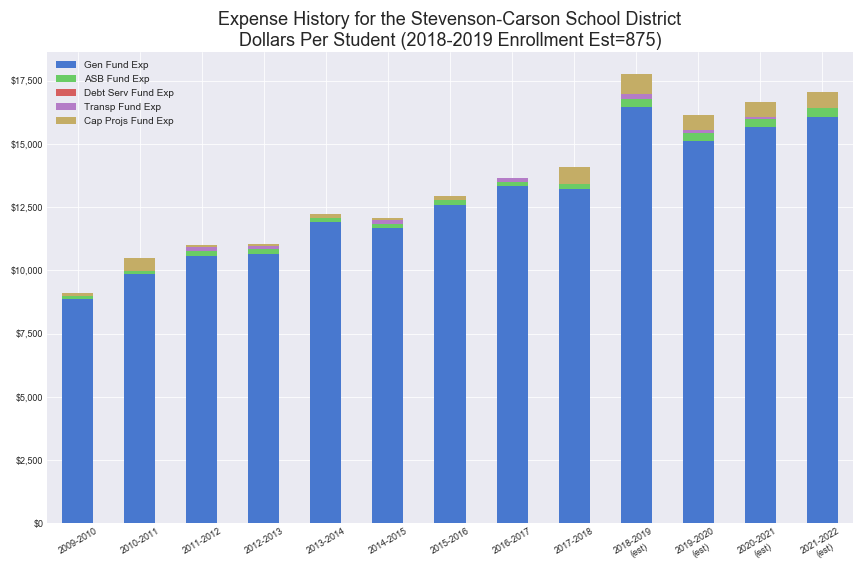 Expense History for the Stevenson-Carson School District
Dollars Per Student (2018-2019 Enrollment Est=875)
Gen Fund Exp
ASB Fund Exp
Debt Serv Fund Exp
Transp Fund Exp
Cap Projs Fund Exp
$17,500
$15,000
$12,500
$10,000
$7,500
$5,000
$2,500
$0
2009-2010
2010-2011
2011-2012
2012-2013
2013-2014
2014-2015
2015-2016
2016-2017
2017-2018
2018-2019
(est)
2019-2020
(est)
2020-2021
(est)
2021-2022
(est)